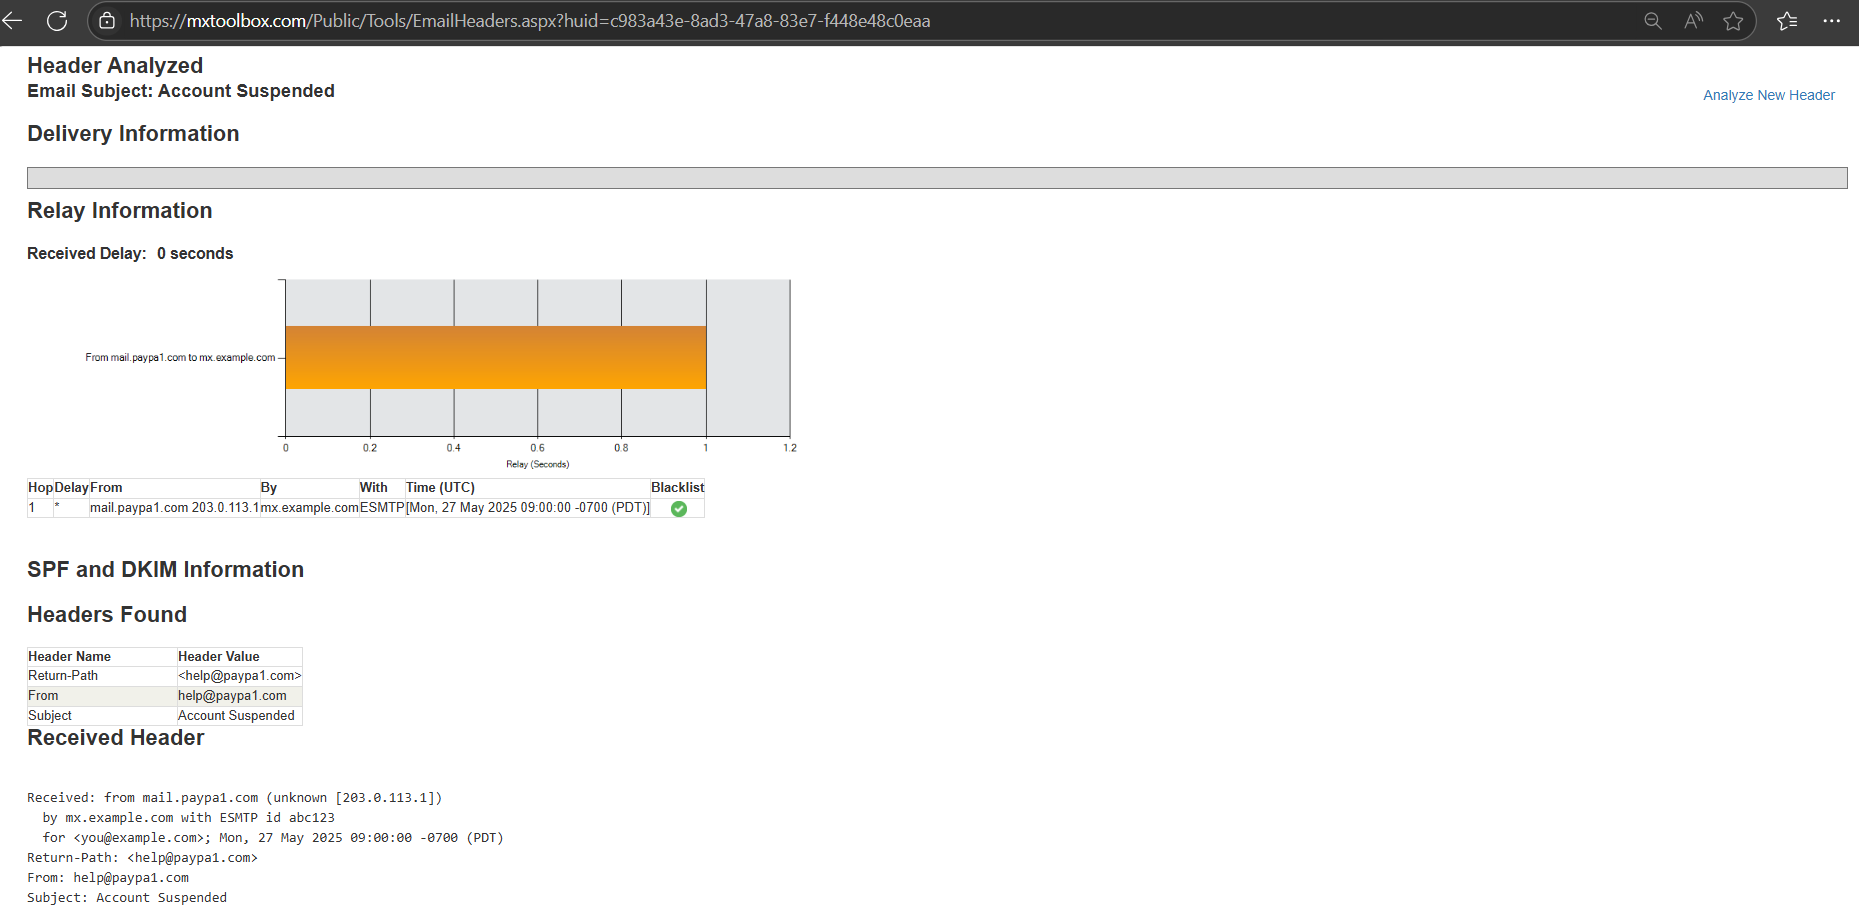 https://mxtoolbox.com/Public/Tools/EmailHeaders.aspx?huid=c983a43e-8ad3-47a8-83e7-f448e48c0eaa
Header Analyzed
Email Subject: Account Suspended
Analyze New Header
Delivery Information
Relay Information
Received Delay: 0 seconds
From mail.paypa1.com to mx.example.com
0 0.2 0.4 0.6 0.8 1 1.2
Relay (Seconds)
Hop Delay From By With Time (UTC) Blacklist
1 * mail.paypa1.com 203.0.113.1 mx.example.com ESMTP [Mon, 27 May 2025 09:00:00 -0700 (PDT)]
SPF and DKIM Information
Headers Found
Header Name Header Value
Return-Path <help@paypa1.com>
From help@paypa1.com
Subject Account Suspended
Received Header
Received: from mail.paypa1.com (unknown [203.0.113.1])
by mx.example.com with ESMTP id abc123
for <you@example.com>; Mon, 27 May 2025 09:00:00 -0700 (PDT)
Return-Path: <help@paypa1.com>
From: help@paypa1.com
Subject: Account Suspended